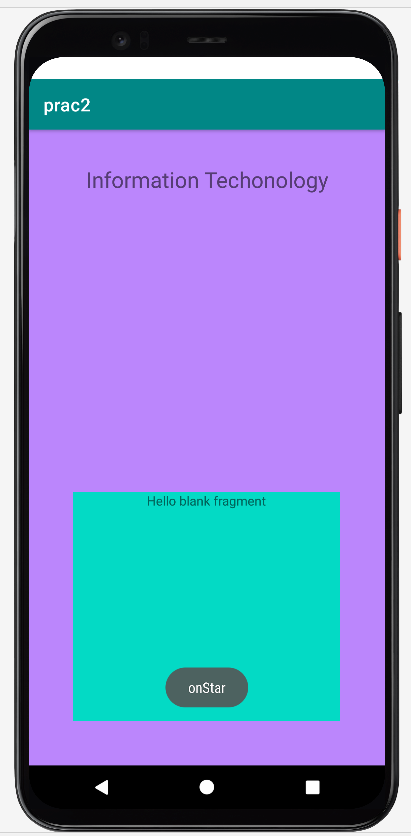 prac2
Information Techonology
Hello blank fragment
onStar